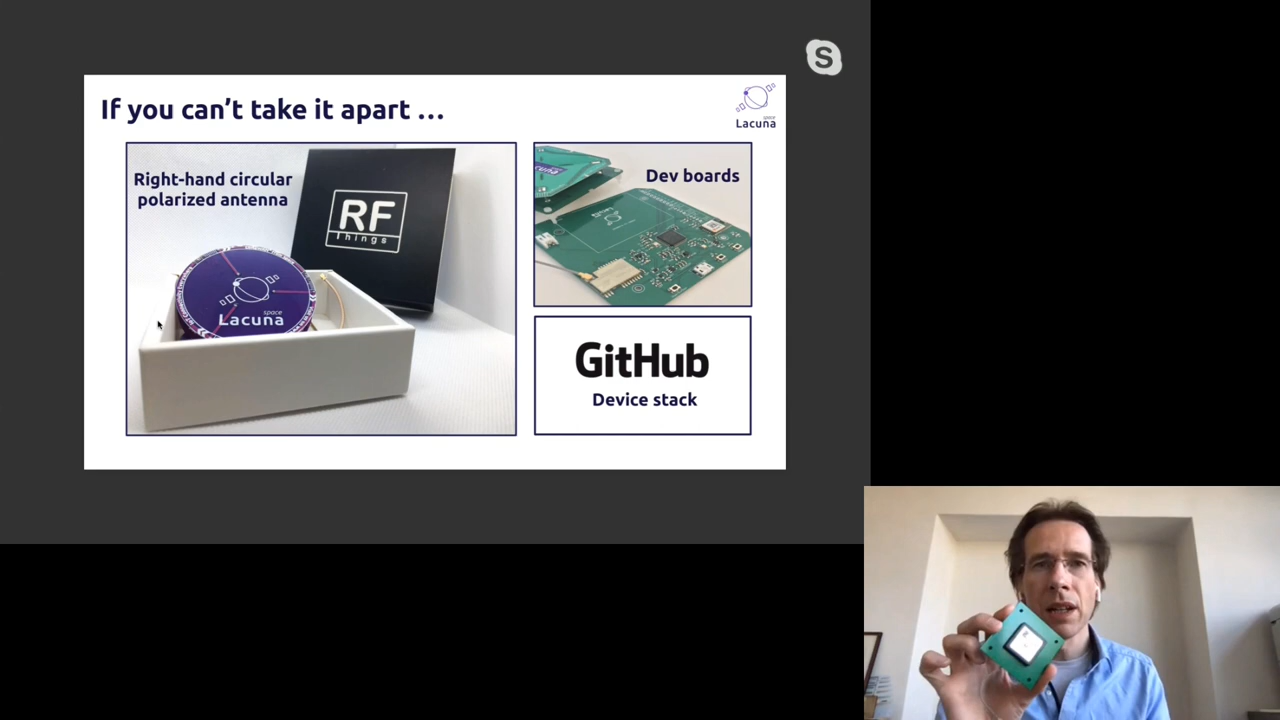 If you can't take it apart …
space
Lacuna
Right-hand circular
polarized antenna
RF
Things
space
Lacuna
Dev boards
GitHub
Device stack
S